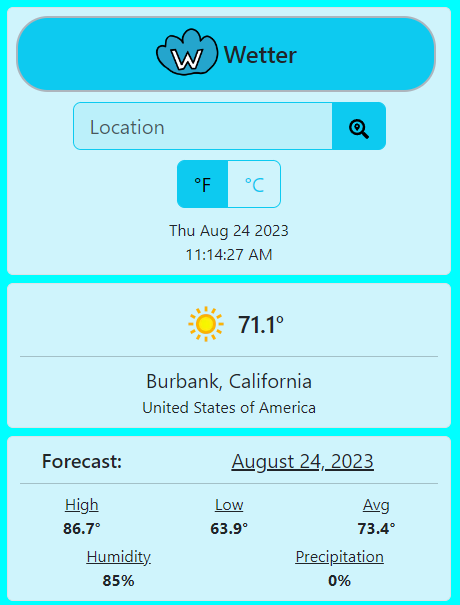 W Wetter
Location
°F °C
Thu Aug 24 2023
11:14:27 AM
71.1°
Burbank, California
United States of America
Forecast: August 24, 2023
High Low Avg
86.7° 63.9° 73.4°
Humidity Precipitation
85% 0%